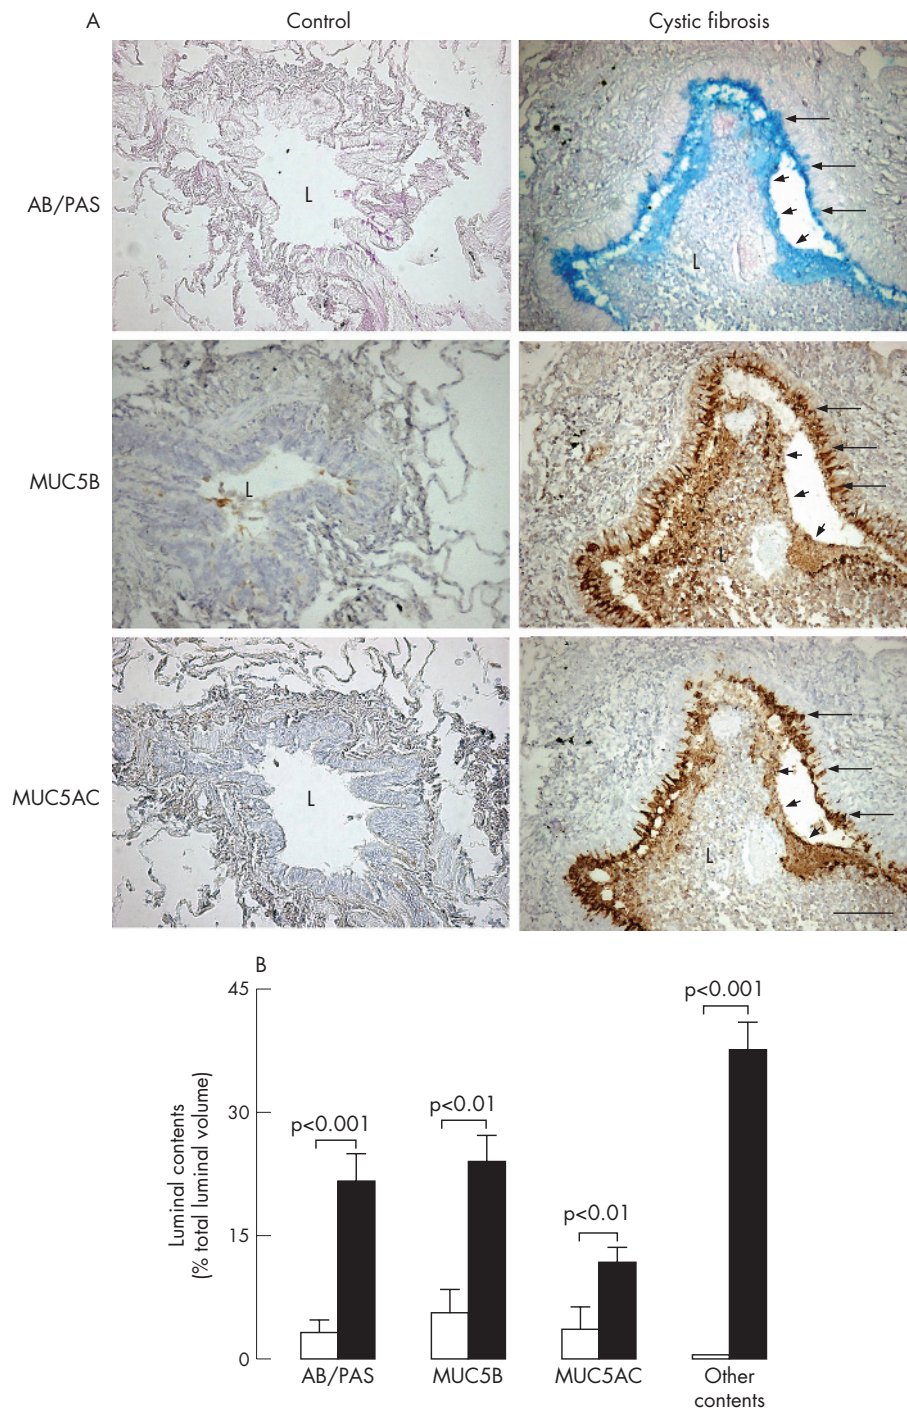 A
Control
Cystic fibrosis
AB/PAS
L
L
MUC5B
L
L
MUC5AC
L
L
B
45
30
15
0
Luminal contents
(% total luminal volume)
p<0.001
p<0.01
p<0.01
p<0.001
AB/PAS
MUC5B
MUC5AC
Other
contents